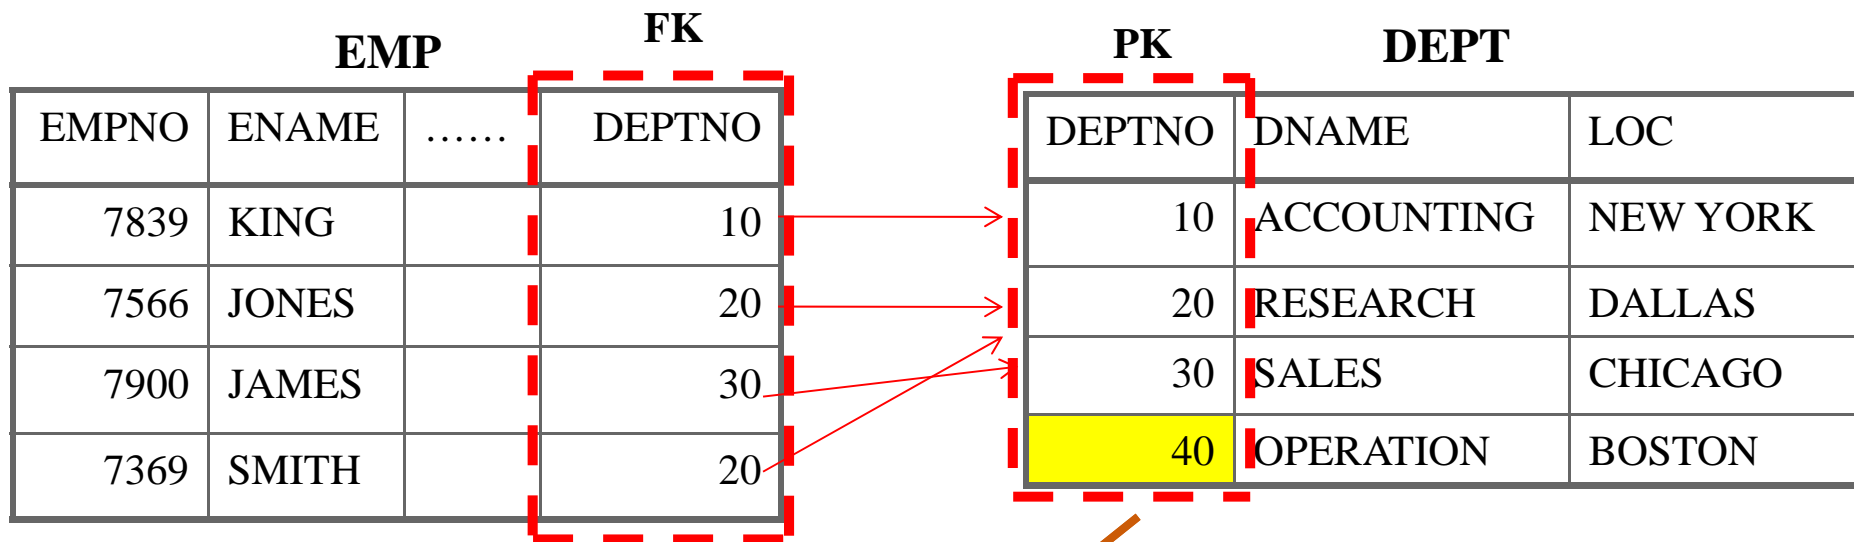 EMP FK
EMPNO ENAME …… DEPTNO
7839 KING 10
7566 JONES 20
7900 JAMES 30
7369 SMITH 20
PK DEPT
DEPTNO DNAME LOC
10 ACCOUNTING NEW YORK
20 RESEARCH DALLAS
30 SALES CHICAGO
40 OPERATION BOSTON